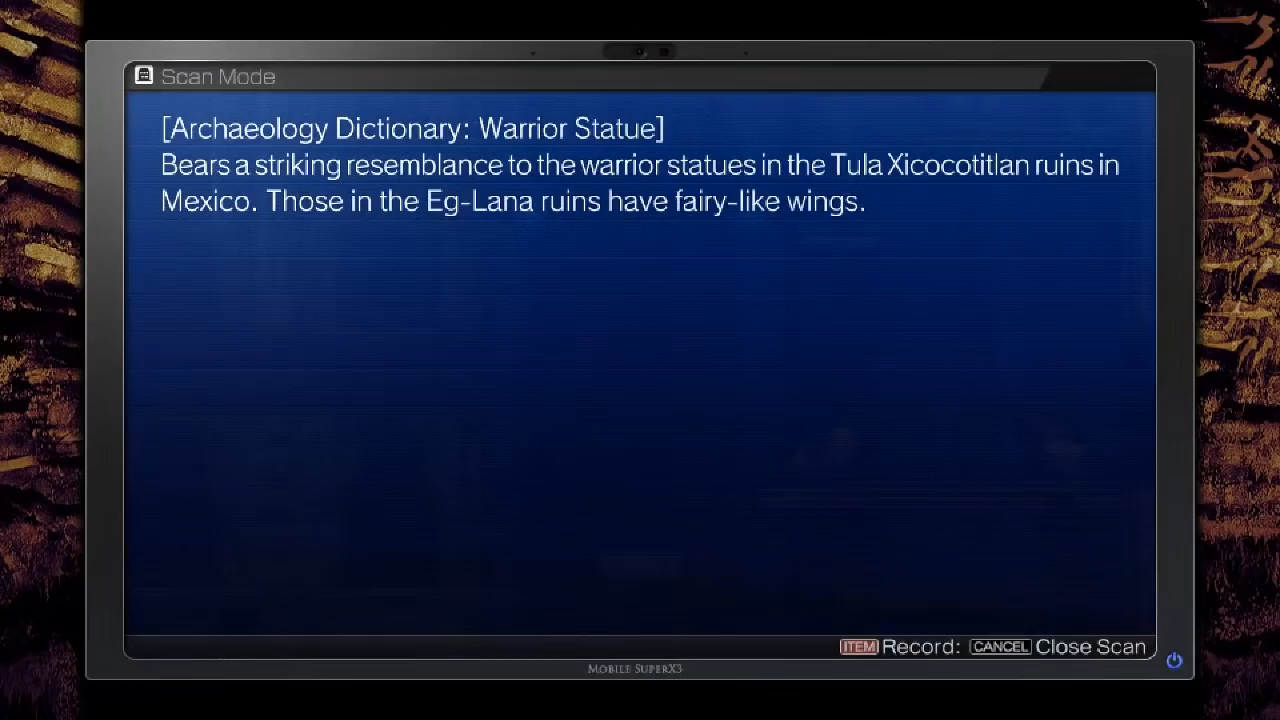 Scan Mode
[Archaeology Dictionary: Warrior Statue]
Bears a striking resemblance to the warrior statues in the Tula Xicocotitlan ruins in
Mexico. Those in the Eg-Lana ruins have fairy-like wings.
ITEM Record: CANCEL Close Scan
MOBILE SUPERX3